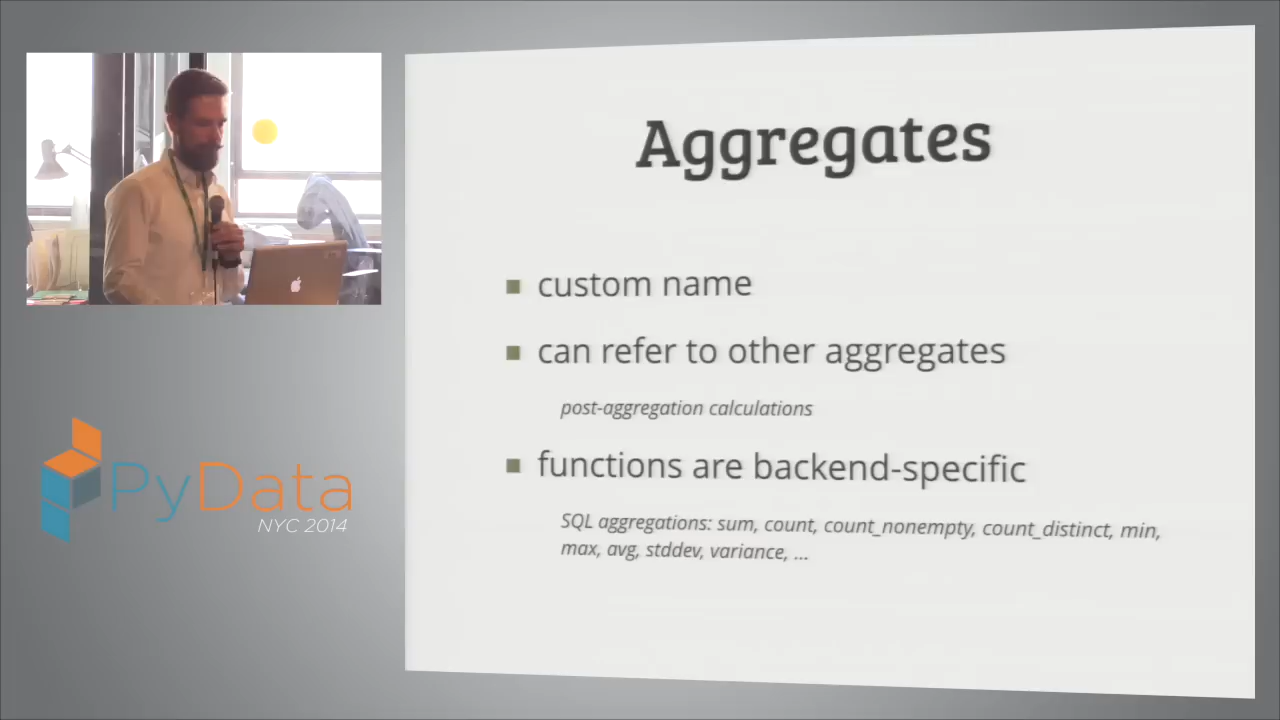 Aggregates
custom name
can refer to other aggregates
post-aggregation calculations
functions are backend-specific
SQL aggregations: sum, count, count_nonempty, count_distinct, min,
max, avg, stddev, variance, ...
PyData
NYC 2014